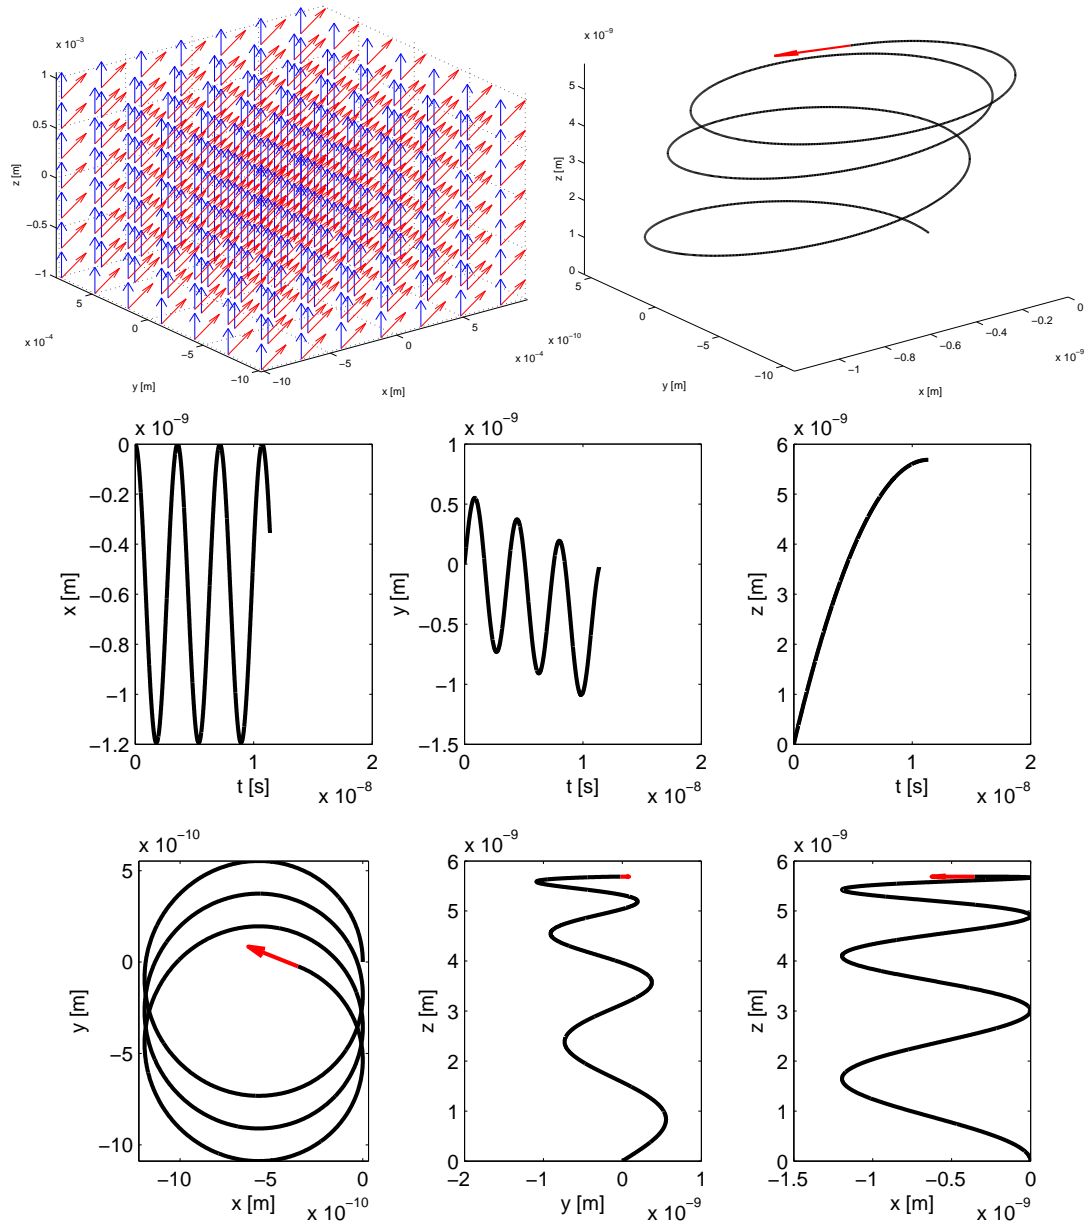 x 10⁻³
1
0.5
0
−0.5
−1
z [m]
5
0
−5
−10
x 10⁻⁴
y [m]
−10
−5
0
5
x 10⁻⁴
x [m]
x 10⁻⁹
5
4
3
2
1
0
z [m]
5
0
−5
−10
x 10⁻¹⁰
y [m]
−1
−0.8
−0.6
−0.4
−0.2
0
x 10⁻⁹
x [m]
x 10⁻⁹
0
−0.2
−0.4
−0.6
−0.8
−1
−1.2
x [m]
0 1 2
t [s]
x 10⁻⁸
x 10⁻⁹
1
0.5
0
−0.5
−1
−1.5
y [m]
0 1 2
t [s]
x 10⁻⁸
x 10⁻⁹
6
5
4
3
2
1
0
z [m]
0 1 2
t [s]
x 10⁻⁸
x 10⁻¹⁰
5
0
−5
−10
y [m]
−10 −5 0
x [m]
x 10⁻¹⁰
x 10⁻⁹
6
5
4
3
2
1
0
z [m]
−2 −1 0 1
y [m]
x 10⁻⁹
x 10⁻⁹
6
5
4
3
2
1
0
z [m]
−1.5 −1 −0.5 0
x [m]
x 10⁻⁹